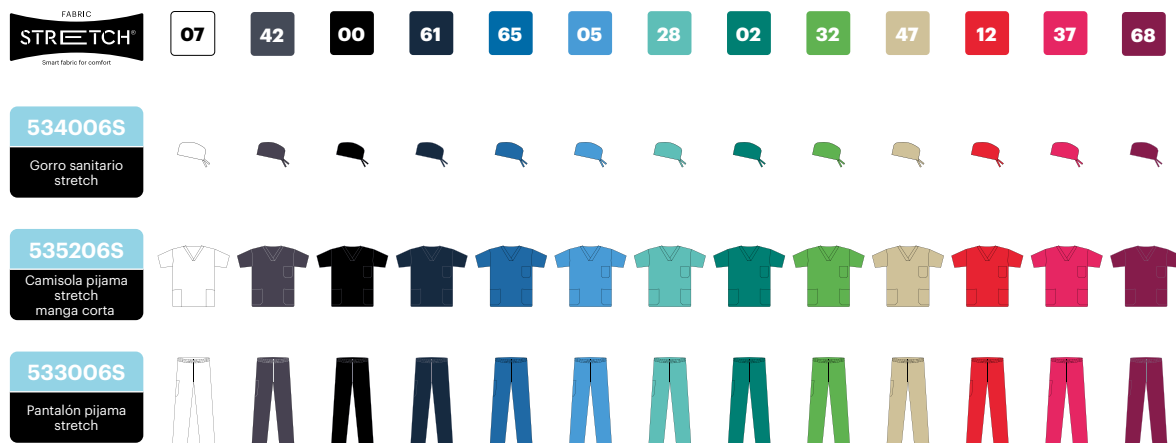 FABRIC
STRETCH®
Smart fabric for comfort
07 42 00 61 65 05 28 02 32 47 12 37 68
534006S
Gorro sanitario
stretch
535206S
Camisola pijama
stretch
manga corta
533006S
Pantalón pijama
stretch